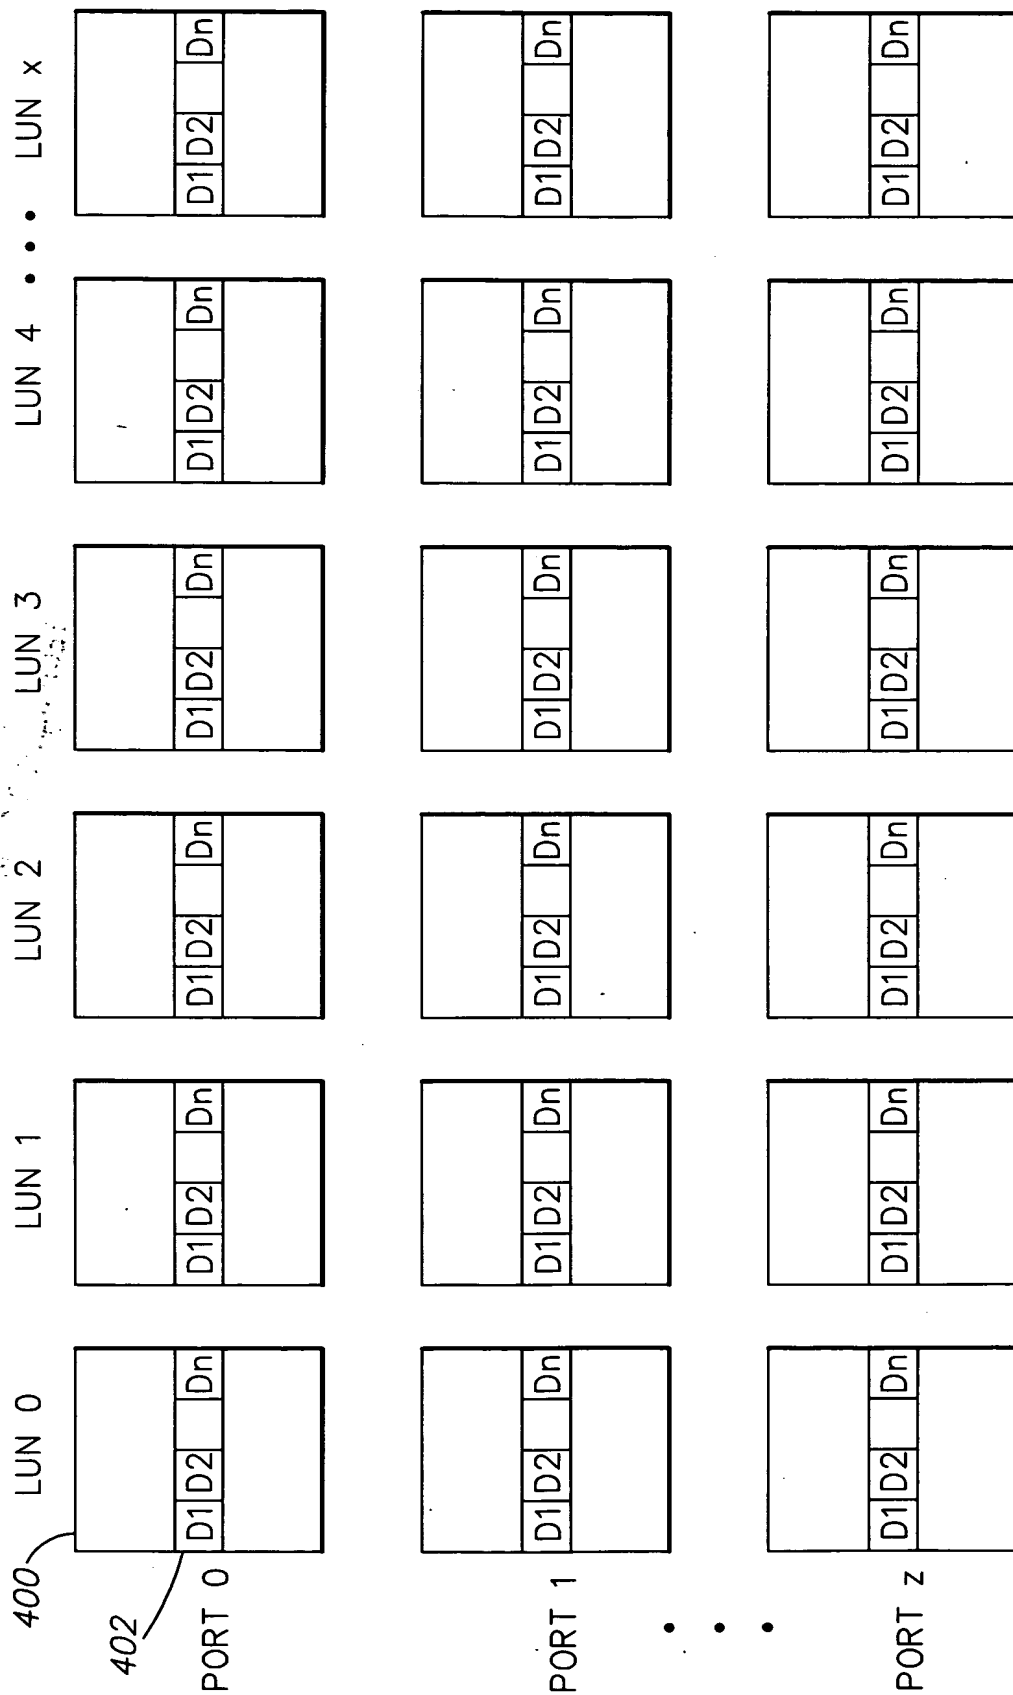 LUN 0 LUN 1 LUN 2 LUN 3 LUN 4 • • • LUN x
400
402
D1 D2 Dn D1 D2 Dn D1 D2 Dn D1 D2 Dn D1 D2 Dn D1 D2 Dn
PORT 0
D1 D2 Dn D1 D2 Dn D1 D2 Dn D1 D2 Dn D1 D2 Dn D1 D2 Dn
PORT 1
• • •
D1 D2 Dn D1 D2 Dn D1 D2 Dn D1 D2 Dn D1 D2 Dn D1 D2 Dn
PORT z